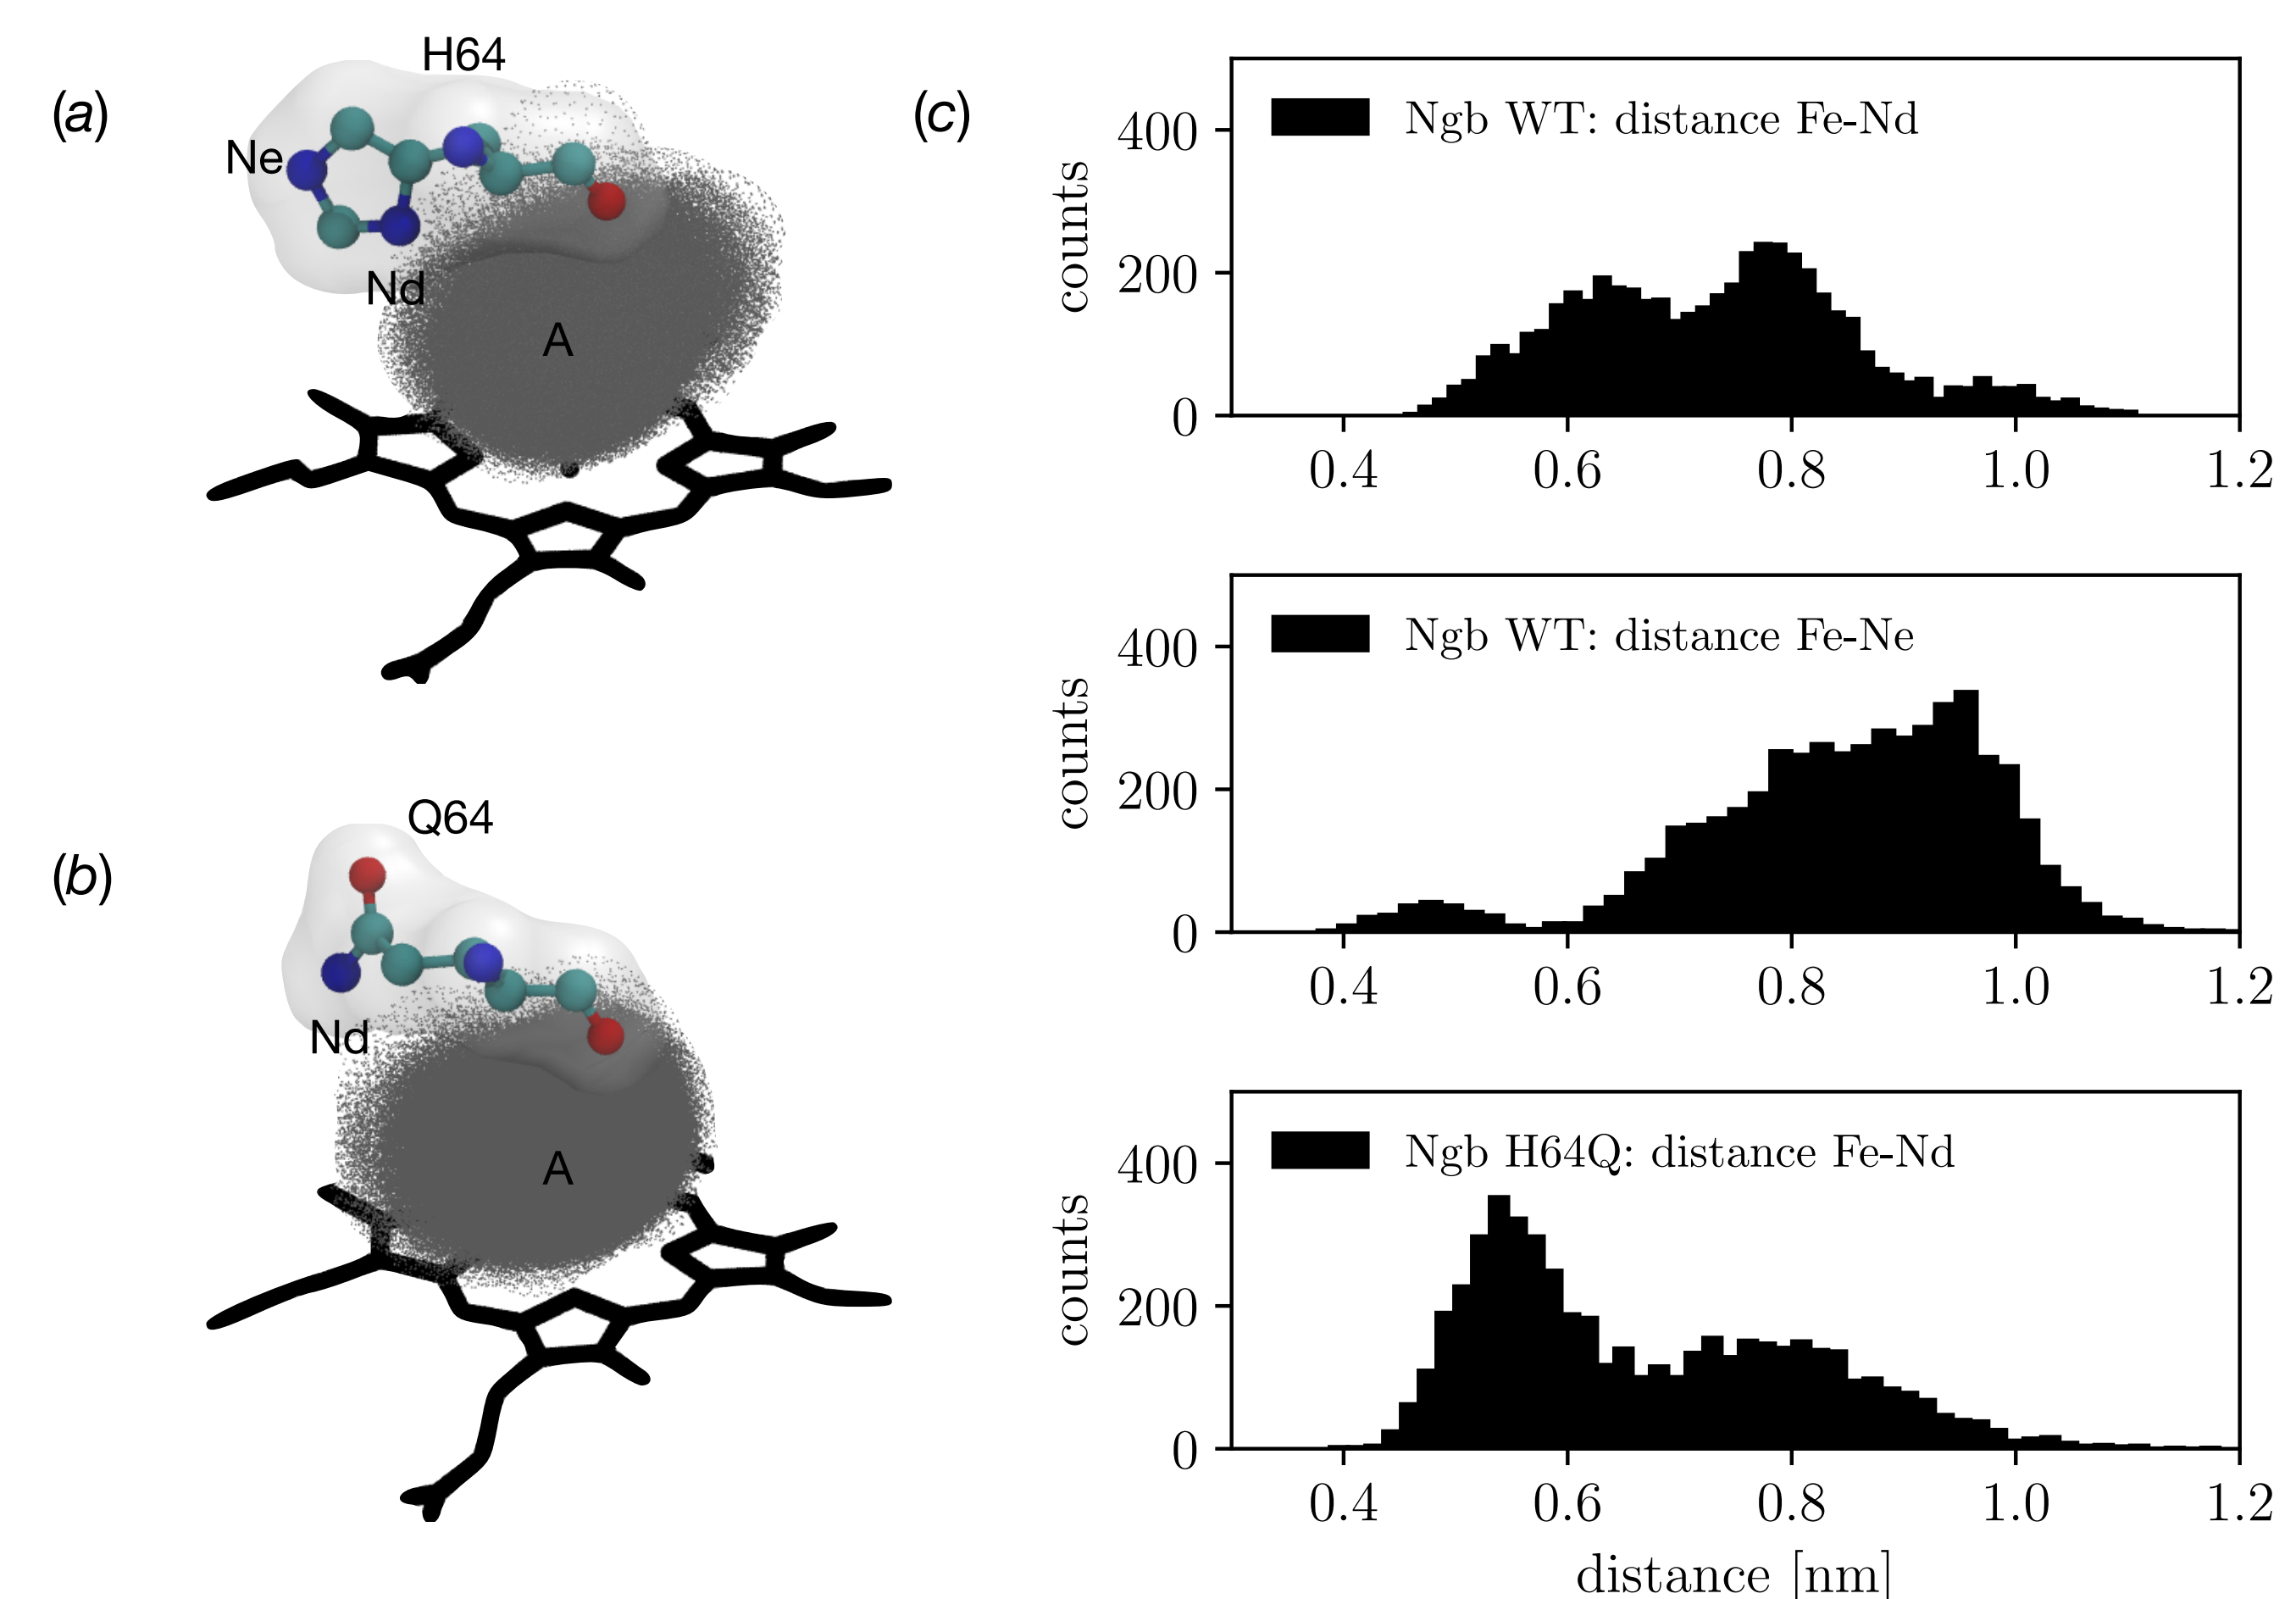 (a)
H64
Ne
Nd
A
(b)
Q64
Nd
A
(c)
Ngb WT: distance Fe-Nd
counts
400
200
0
0.4 0.6 0.8 1.0 1.2
Ngb WT: distance Fe-Ne
counts
400
200
0
0.4 0.6 0.8 1.0 1.2
Ngb H64Q: distance Fe-Nd
counts
400
200
0
0.4 0.6 0.8 1.0 1.2
distance [nm]